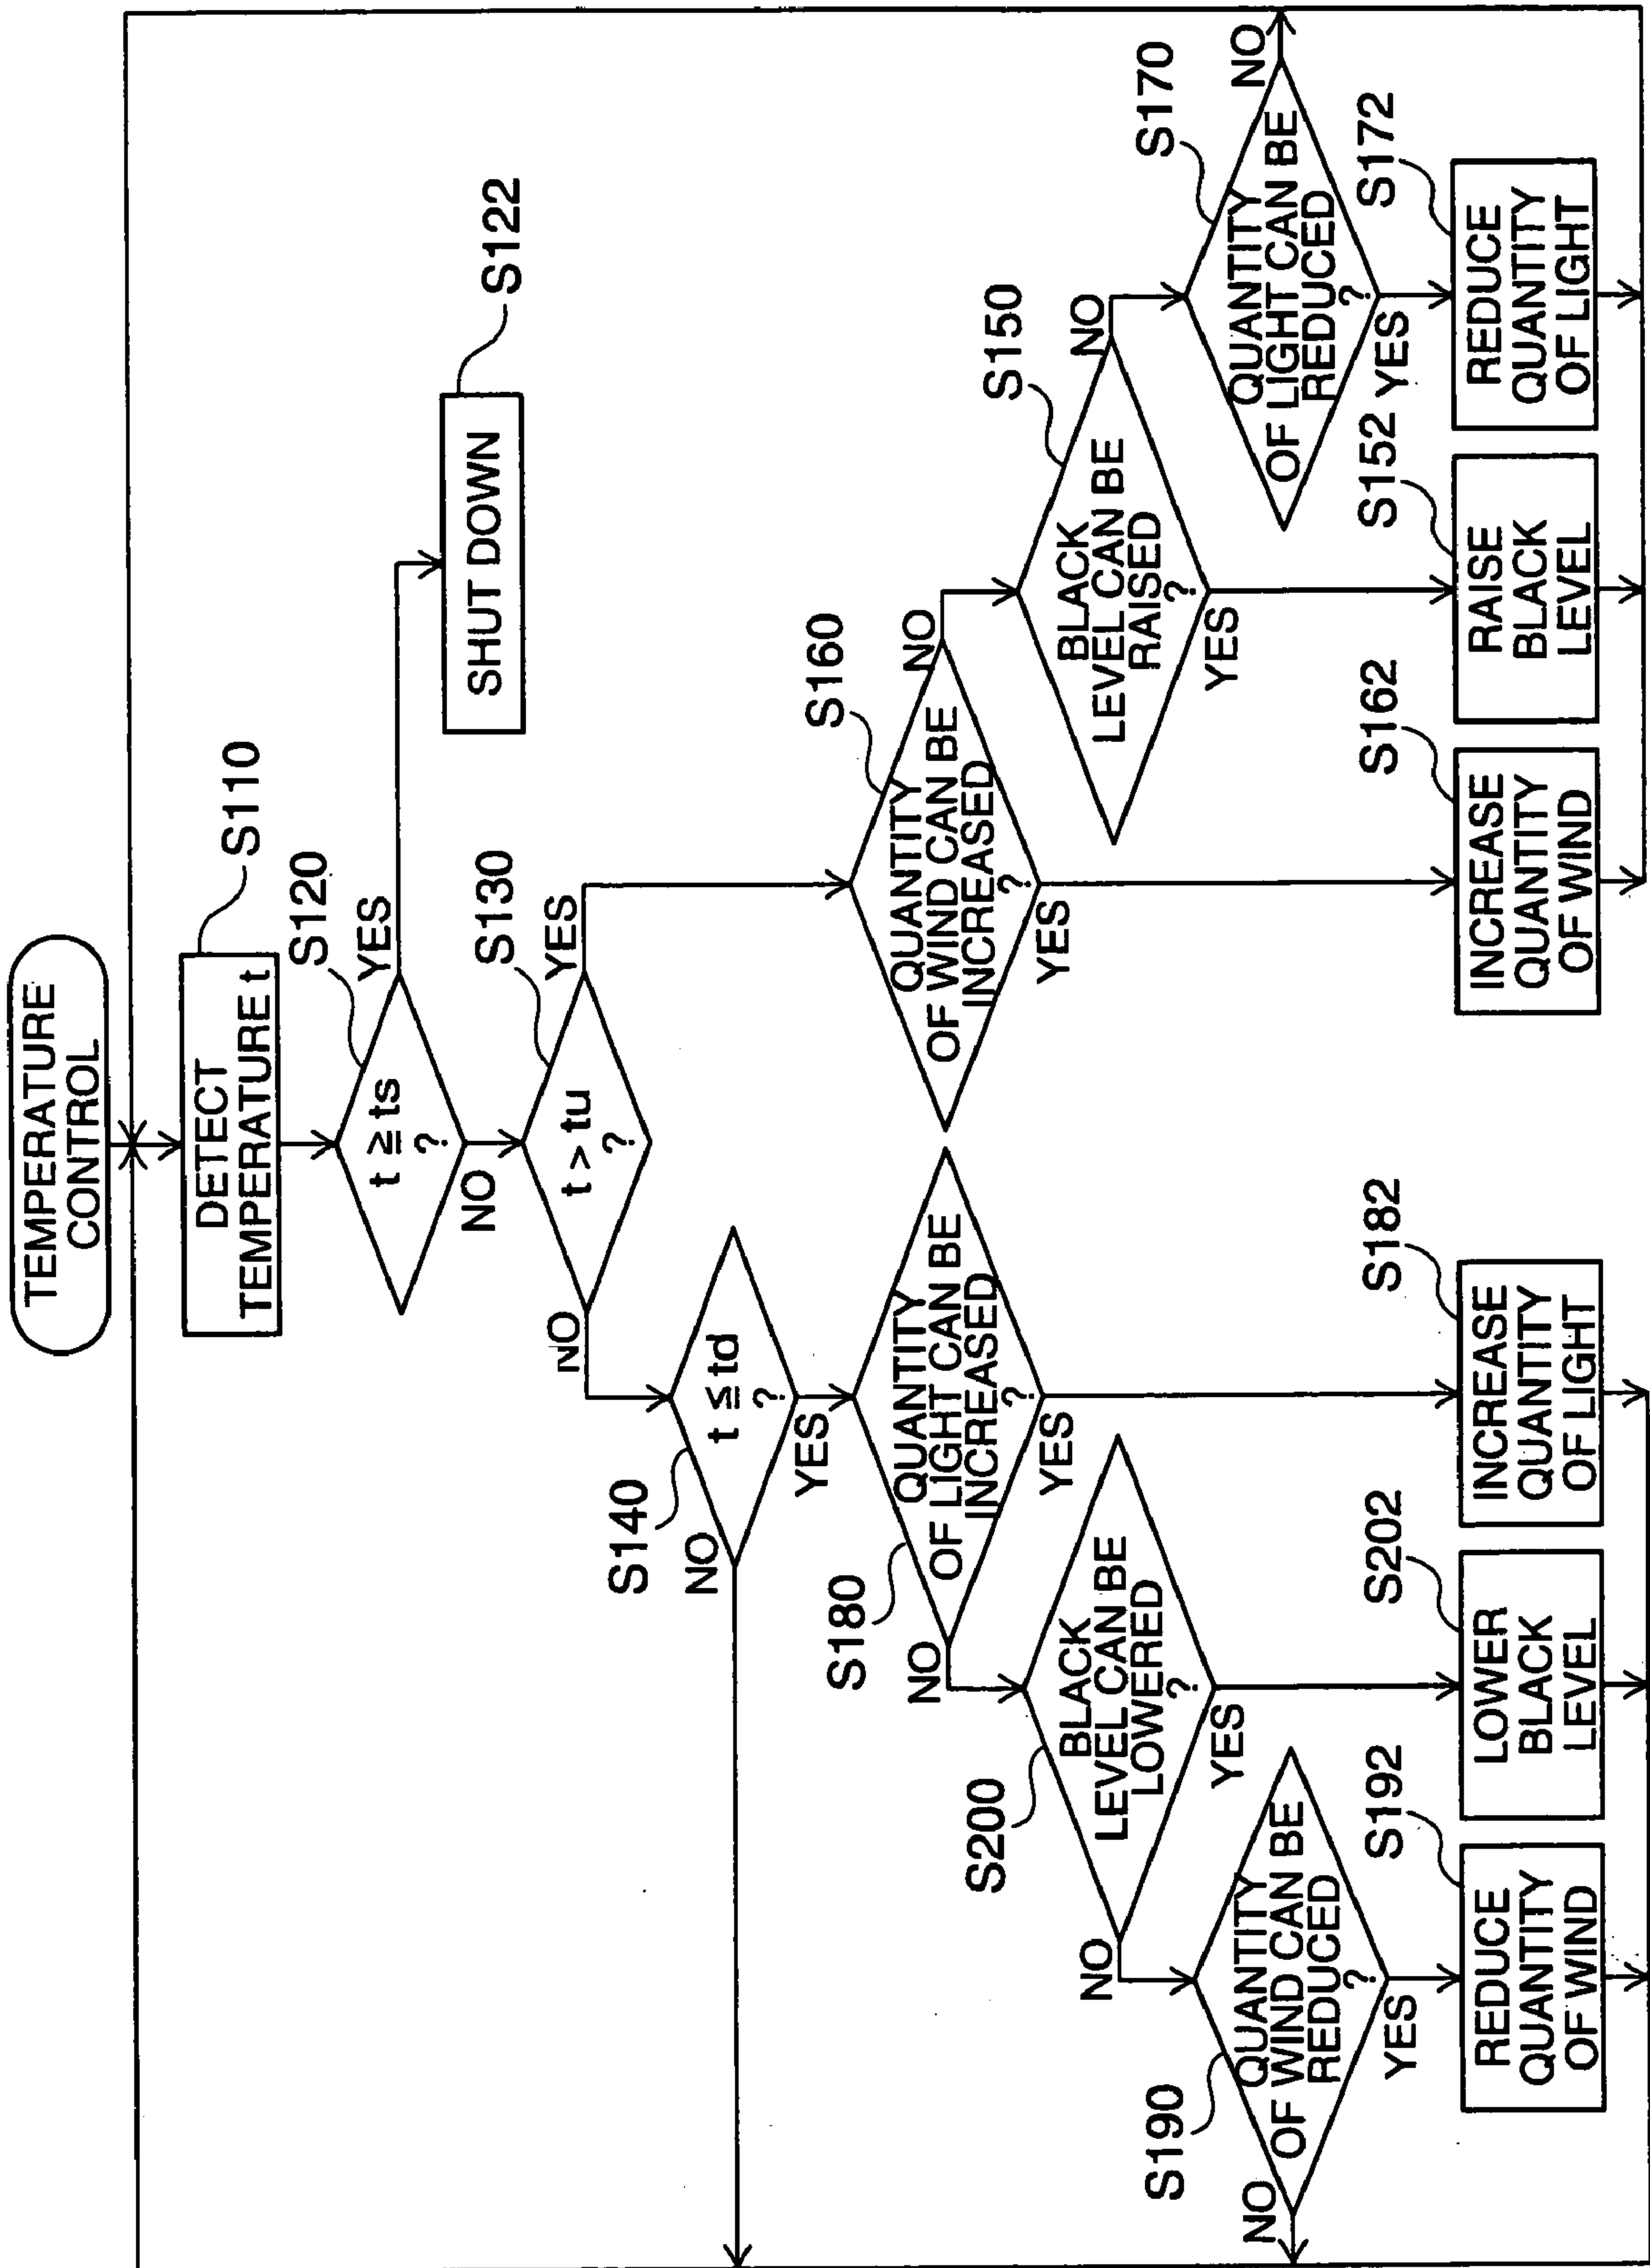 TEMPERATURE
CONTROL
DETECT
TEMPERATURE t
S110
t ≧ ts
?
S120
YES
NO
SHUT DOWN
S122
t > tu
?
S130
YES
NO
t ≦ td
?
S140
NO
YES
QUANTITY
OF LIGHT CAN BE
INCREASED
?
S180
NO
YES
QUANTITY
OF WIND CAN BE
INCREASED
?
S160
NO
YES
BLACK
LEVEL CAN BE
LOWERED
?
S200
NO
YES
BLACK
LEVEL CAN BE
RAISED
?
S150
NO
YES
QUANTITY
OF WIND CAN BE
REDUCED
?
S190
NO
YES
QUANTITY
OF LIGHT CAN BE
REDUCED
?
S170
NO
YES
REDUCE
QUANTITY
OF WIND
S192
LOWER
BLACK
LEVEL
S202
INCREASE
QUANTITY
OF LIGHT
S182
INCREASE
QUANTITY
OF WIND
S162
RAISE
BLACK
LEVEL
S152
REDUCE
QUANTITY
OF LIGHT
S172